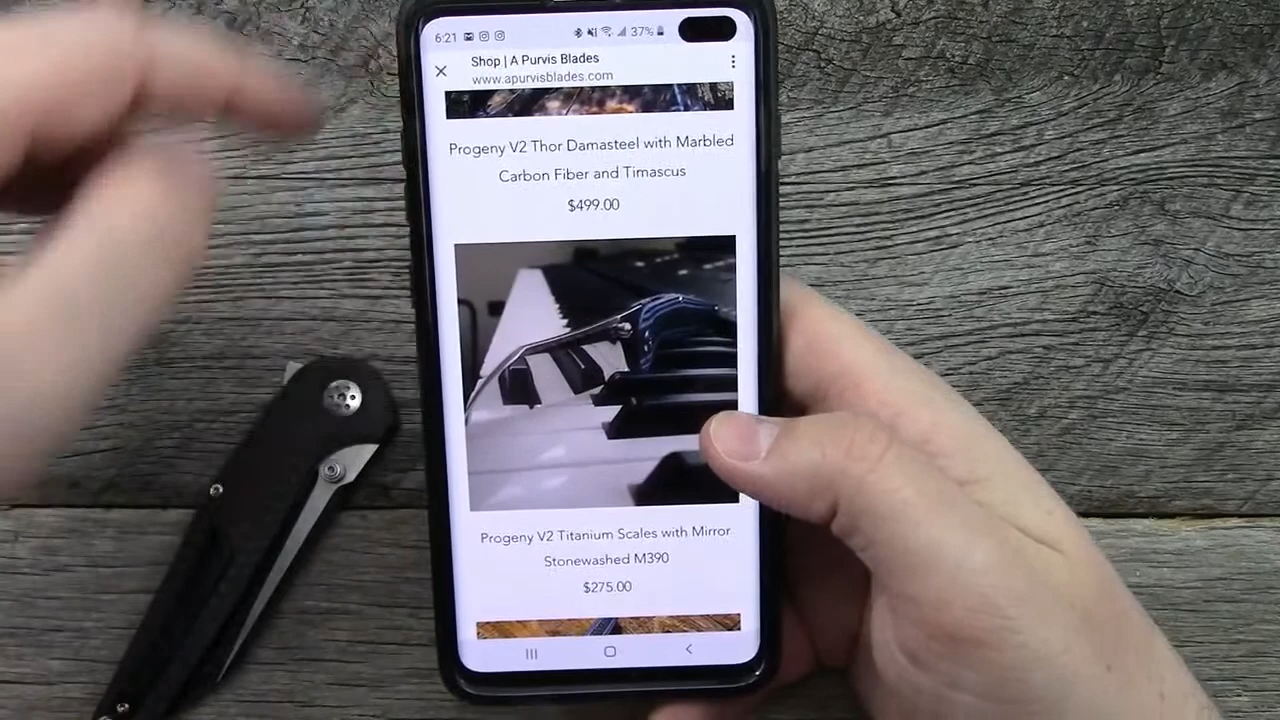 6:21
37%
Shop | A Purvis Blades
www.apurvisblades.com
Progeny V2 Thor Damasteel with Marbled
Carbon Fiber and Timascus
$499.00
Progeny V2 Titanium Scales with Mirror
Stonewashed M390
$275.00